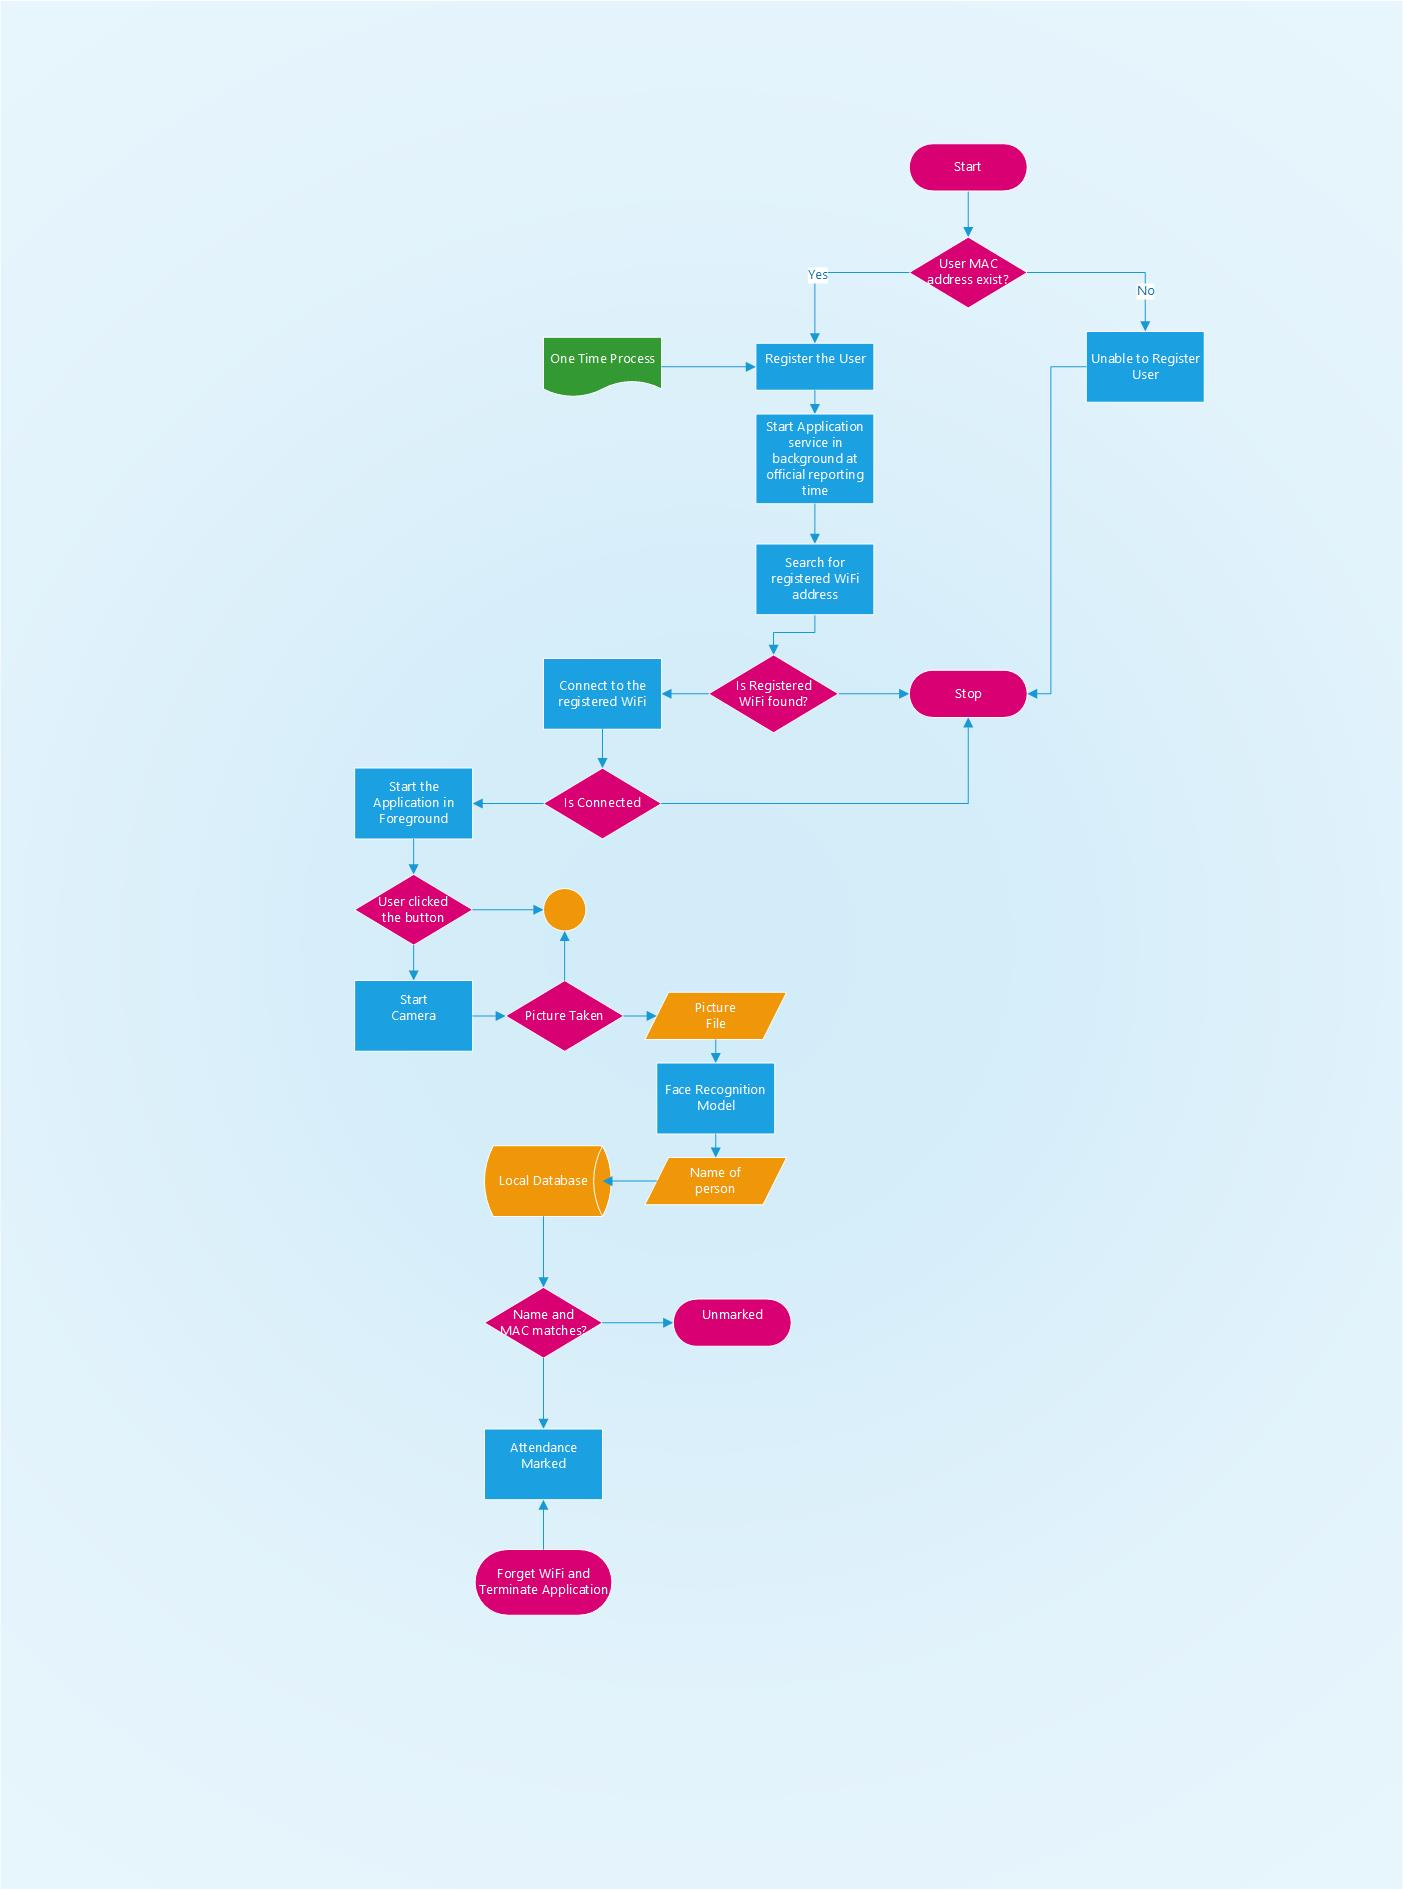 Start
User MAC
address exist?
Yes
No
One Time Process
Register the User
Unable to Register
User
Start Application
service in
background at
official reporting
time
Search for
registered WiFi
address
Connect to the
registered WiFi
Is Registered
WiFi found?
Stop
Start the
Application in
Foreground
Is Connected
User clicked
the button
Start
Camera
Picture Taken
Picture
File
Face Recognition
Model
Local Database
Name of
person
Name and
MAC matches?
Unmarked
Attendance
Marked
Forget WiFi and
Terminate Application